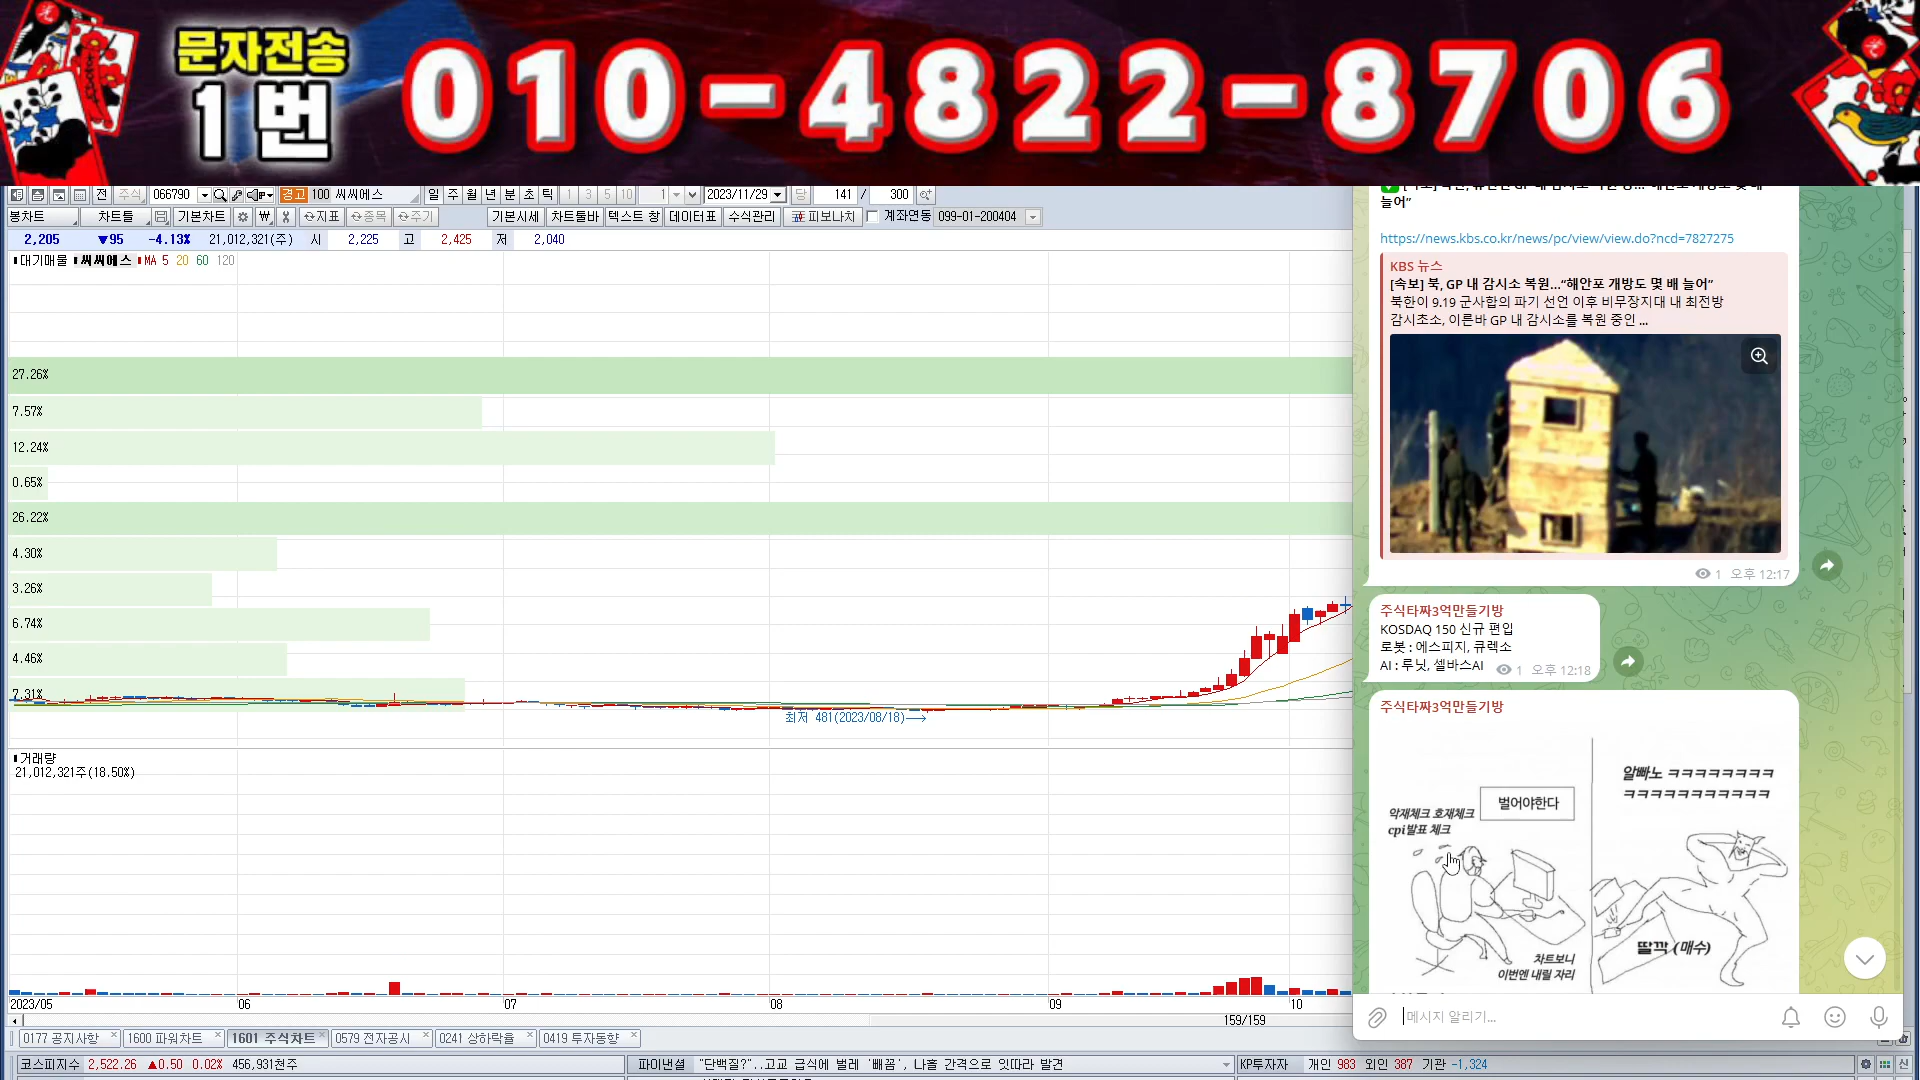 문자전송
1번
010-4822-8706
전 주식 066790 경고 100 씨씨에스 일 주 월 년 분 초 틱 1 3 5 10 1 2023/11/29 당 141 / 300
봉차트 차트틀 기본차트 지표 종목 주기 기본시세 차트툴바 텍스트 창 데이터표 수식관리 피보나치 계좌연동 099-01-200404
2,205 ▼95 -4.13% 21,012,321(주) 시 2,225 고 2,425 저 2,040
대기매물 씨씨에스 MA 5 20 60 120
27.26%
7.57%
12.24%
0.65%
26.22%
4.30%
3.26%
6.74%
4.46%
7.31%
최저 481(2023/08/18)
거래량
21,012,321주(18.50%)
2023/05 06 07 08 09 10
159/159
0177 공지사항 1600 파워차트 1601 주식차트 0579 전자공시 0241 상하락율 0419 투자동향
코스피지수 2,522.26 ▲0.50 0.02% 456,931천주 파이낸셜 "단백질?"..고교 급식에 벌레 '빼꼼', 나흘 간격으로 잇따라 발견 KP투자자 개인 983 외인 387 기관 -1,324
늘어”
https://news.kbs.co.kr/news/pc/view/view.do?ncd=7827275
KBS 뉴스
[속보] 북, GP 내 감시소 복원...“해안포 개방도 몇 배 늘어”
북한이 9.19 군사합의 파기 선언 이후 비무장지대 내 최전방
감시초소, 이른바 GP 내 감시소를 복원 중인 ...
1 오후 12:17
주식타짜3억만들기방
KOSDAQ 150 신규 편입
로봇 : 에스피지, 큐렉소
AI : 루닛, 셀바스AI 1 오후 12:18
주식타짜3억만들기방
악재체크 호재체크
cpi발표 체크
벌어야한다
차트보니
이번엔 내릴 자리
알빠노 ㅋㅋㅋㅋㅋㅋㅋㅋ
ㅋㅋㅋㅋㅋㅋㅋㅋㅋㅋㅋ
딸깍 (매수)
메시지 알리기...